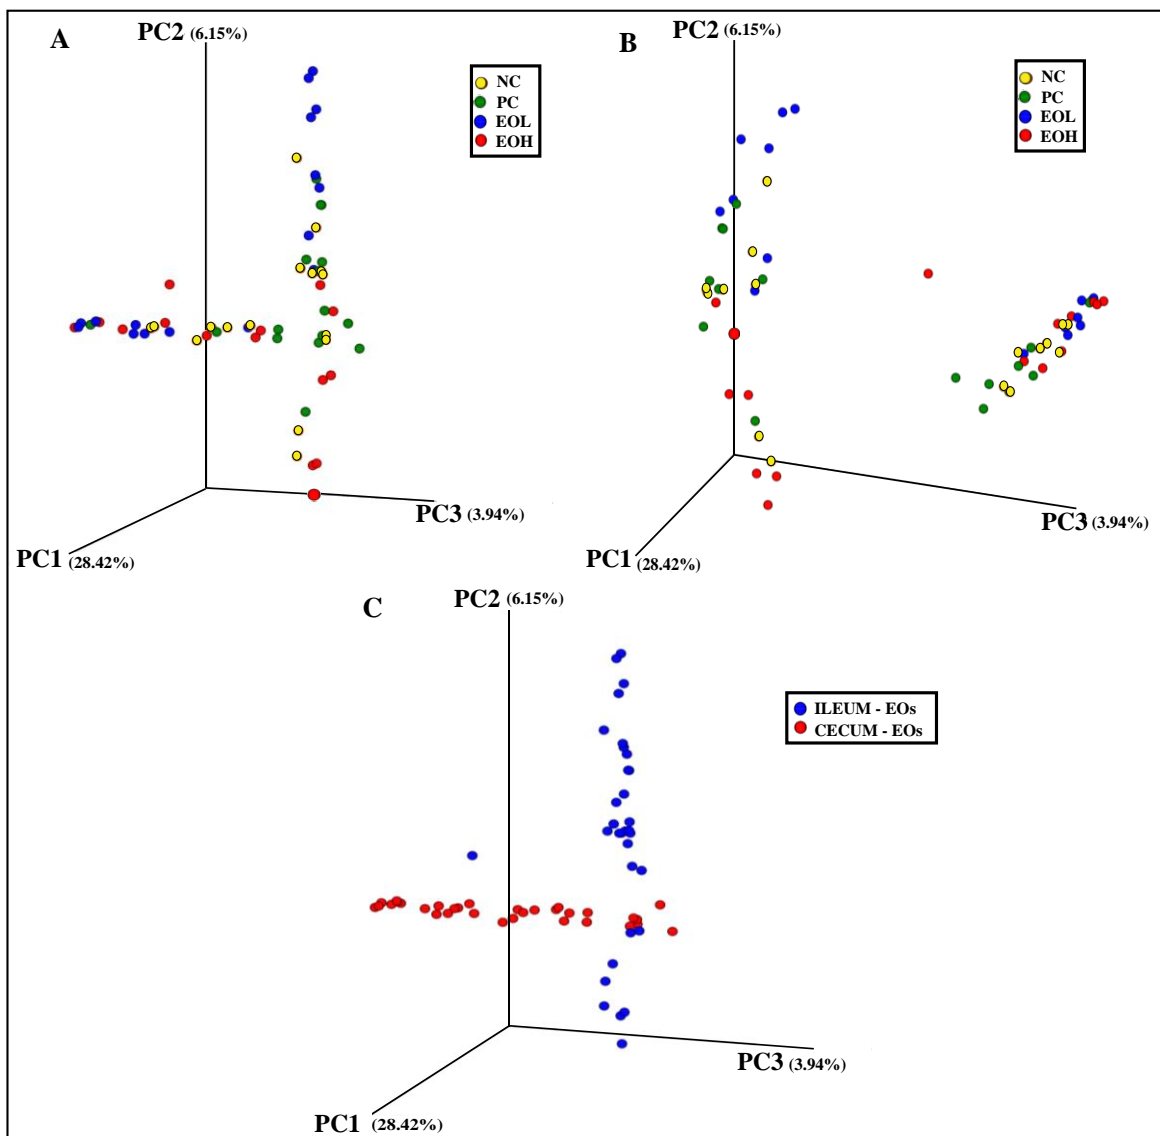 A
PC2 (6.15%)
NC
PC
EOL
EOH
PC3 (3.94%)
PC1 (28.42%)
B
PC2 (6.15%)
NC
PC
EOL
EOH
PC3 (3.94%)
PC1 (28.42%)
C
PC2 (6.15%)
ILEUM - EOs
CECUM - EOs
PC3 (3.94%)
PC1 (28.42%)